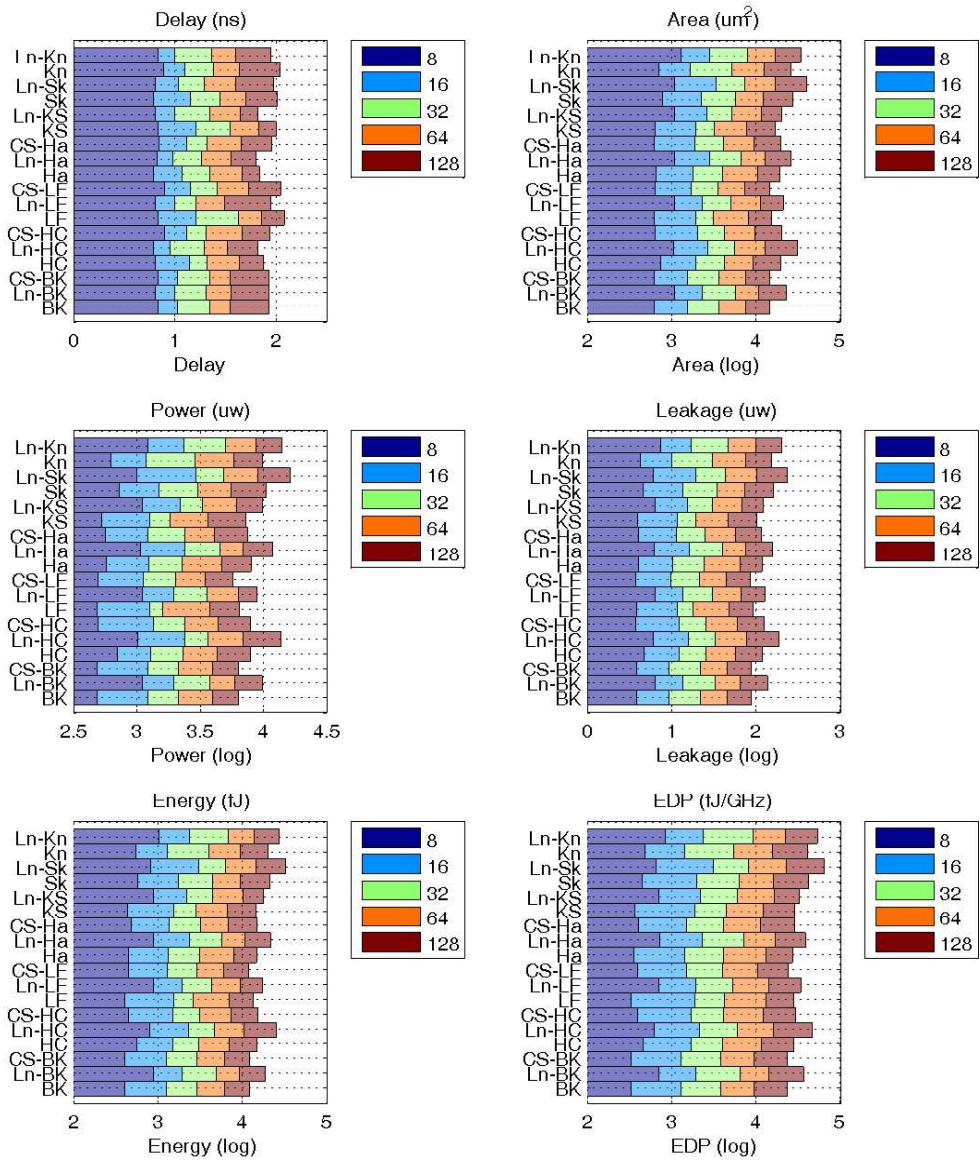 Delay (ns)
Ln-Kn
Kn
Ln-Sk
Sk
Ln-KS
KS
CS-Ha
Ln-Ha
Ha
CS-LF
Ln-LF
LF
CS-HC
Ln-HC
HC
CS-BK
Ln-BK
BK
0 1 2
Delay
8
16
32
64
128
Area (um²)
Ln-Kn
Kn
Ln-Sk
Sk
Ln-KS
KS
CS-Ha
Ln-Ha
Ha
CS-LF
Ln-LF
LF
CS-HC
Ln-HC
HC
CS-BK
Ln-BK
BK
2 3 4 5
Area (log)
8
16
32
64
128
Power (uw)
Ln-Kn
Kn
Ln-Sk
Sk
Ln-KS
KS
CS-Ha
Ln-Ha
Ha
CS-LF
Ln-LF
LF
CS-HC
Ln-HC
HC
CS-BK
Ln-BK
BK
2.5 3 3.5 4 4.5
Power (log)
8
16
32
64
128
Leakage (uw)
Ln-Kn
Kn
Ln-Sk
Sk
Ln-KS
KS
CS-Ha
Ln-Ha
Ha
CS-LF
Ln-LF
LF
CS-HC
Ln-HC
HC
CS-BK
Ln-BK
BK
0 1 2 3
Leakage (log)
8
16
32
64
128
Energy (fJ)
Ln-Kn
Kn
Ln-Sk
Sk
Ln-KS
KS
CS-Ha
Ln-Ha
Ha
CS-LF
Ln-LF
LF
CS-HC
Ln-HC
HC
CS-BK
Ln-BK
BK
2 3 4 5
Energy (log)
8
16
32
64
128
EDP (fJ/GHz)
Ln-Kn
Kn
Ln-Sk
Sk
Ln-KS
KS
CS-Ha
Ln-Ha
Ha
CS-LF
Ln-LF
LF
CS-HC
Ln-HC
HC
CS-BK
Ln-BK
BK
2 3 4 5
EDP (log)
8
16
32
64
128